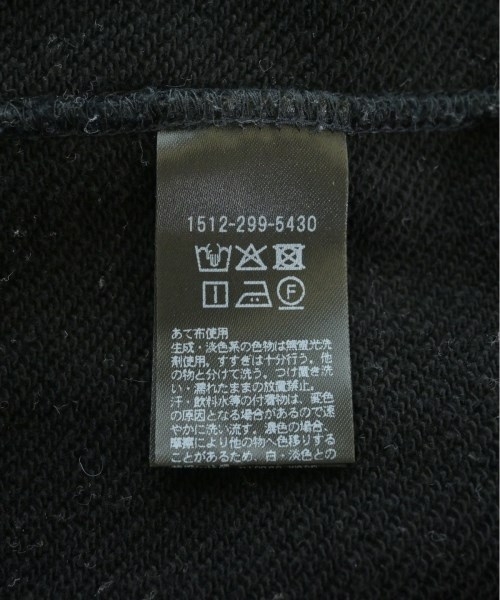 1512-299-5430
F
あて布使用
生成・淡色系の色物は無蛍光洗
剤使用。すすぎは十分行う。他
の物と分けて洗う。つけ置き洗
い・濡れたままの放置禁止。
汗・飲料水等の付着物は、変色
の原因となる場合があるので速
やかに洗い流す。濃色の場合、
摩擦により他の物へ色移りする
ことがあるため、白・淡色との